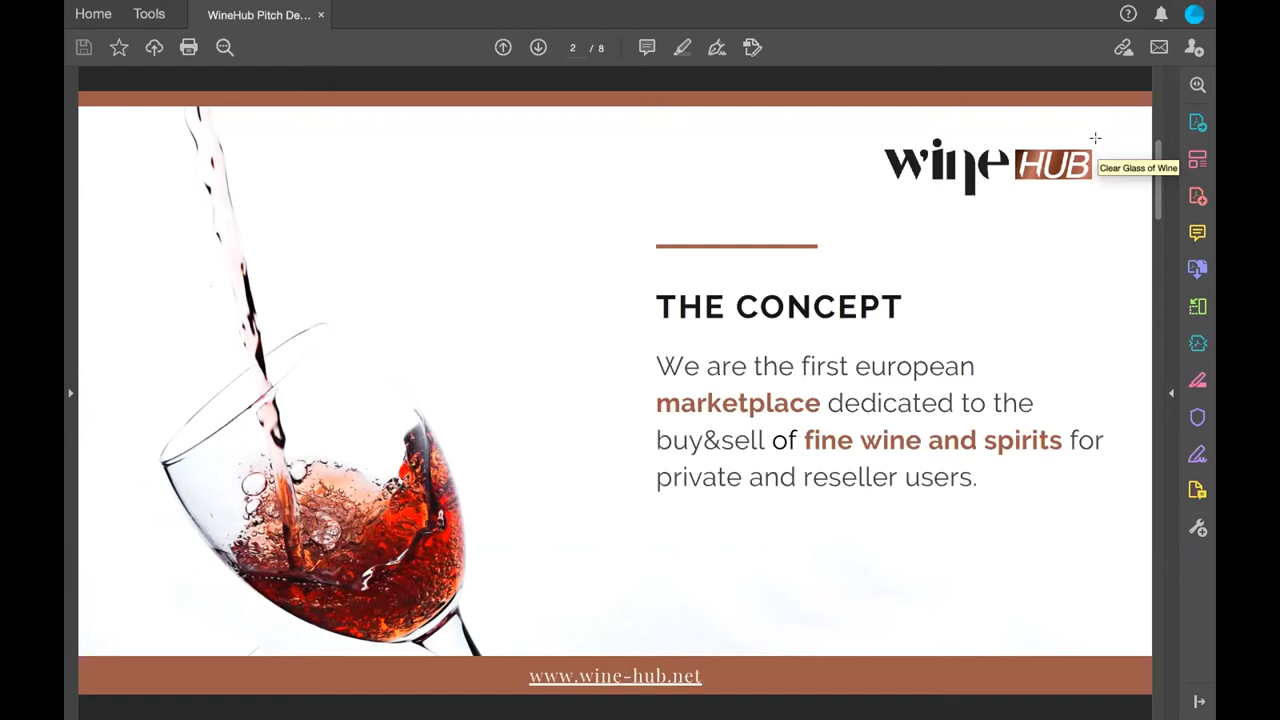 Home Tools WineHub Pitch De... ×
2 / 8
wine HUB
Clear Glass of Wine
THE CONCEPT
We are the first european
marketplace dedicated to the
buy&sell of fine wine and spirits for
private and reseller users.
www.wine-hub.net